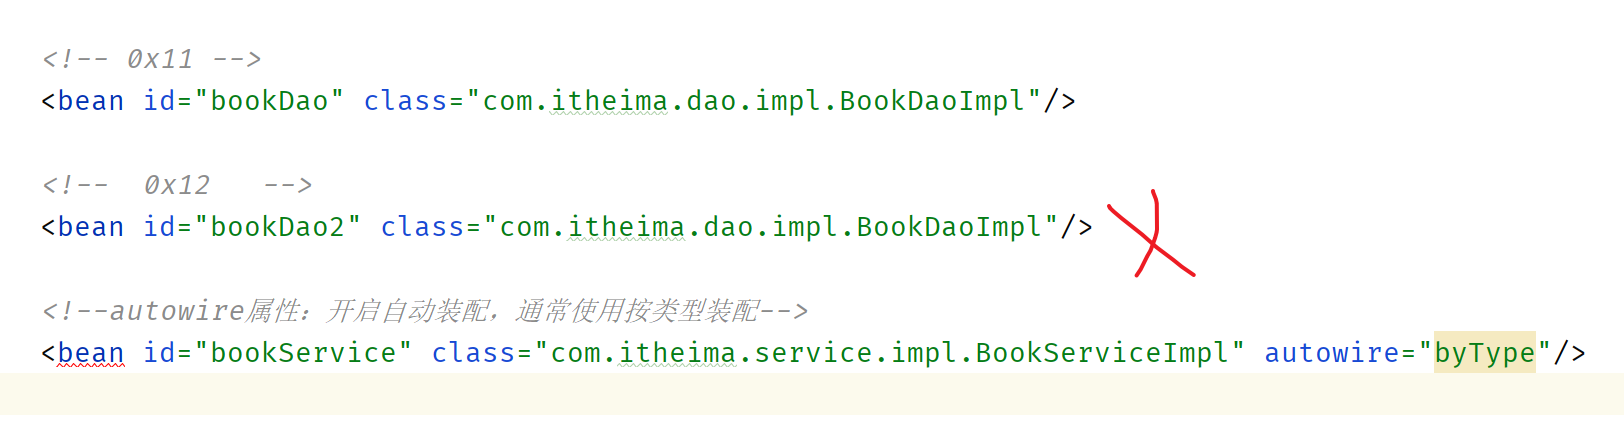 <!-- 0x11 -->
<bean id="bookDao" class="com.itheima.dao.impl.BookDaoImpl"/>
<!--  0x12   -->
<bean id="bookDao2" class="com.itheima.dao.impl.BookDaoImpl"/>
<!--autowire属性：开启自动装配，通常使用按类型装配-->
<bean id="bookService" class="com.itheima.service.impl.BookServiceImpl" autowire="byType"/>